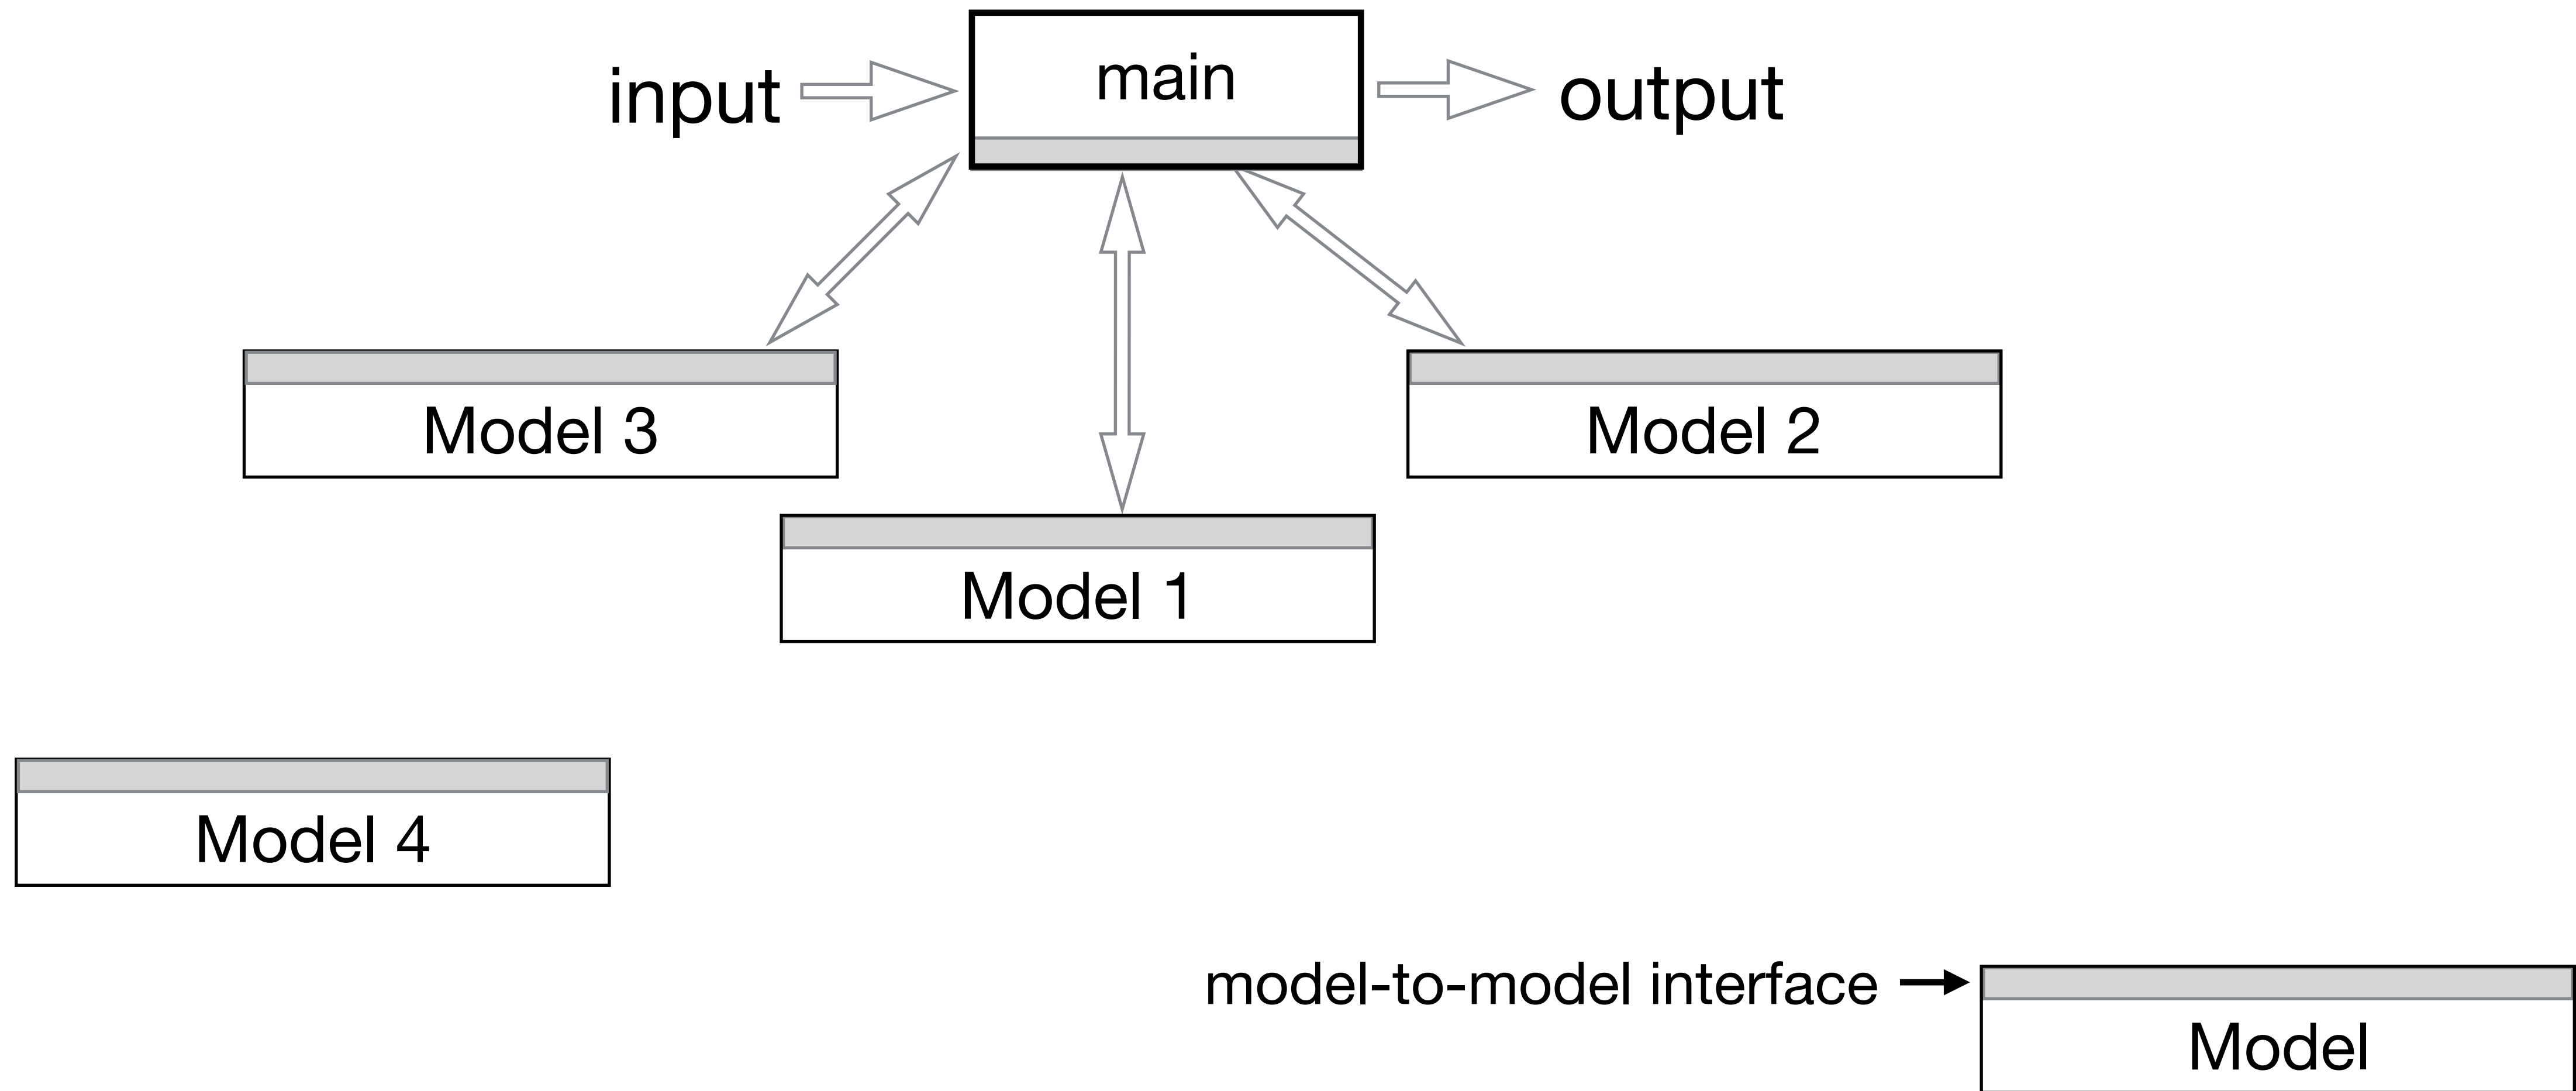 input
main
output
Model 3
Model 2
Model 1
Model 4
model-to-model interface
Model